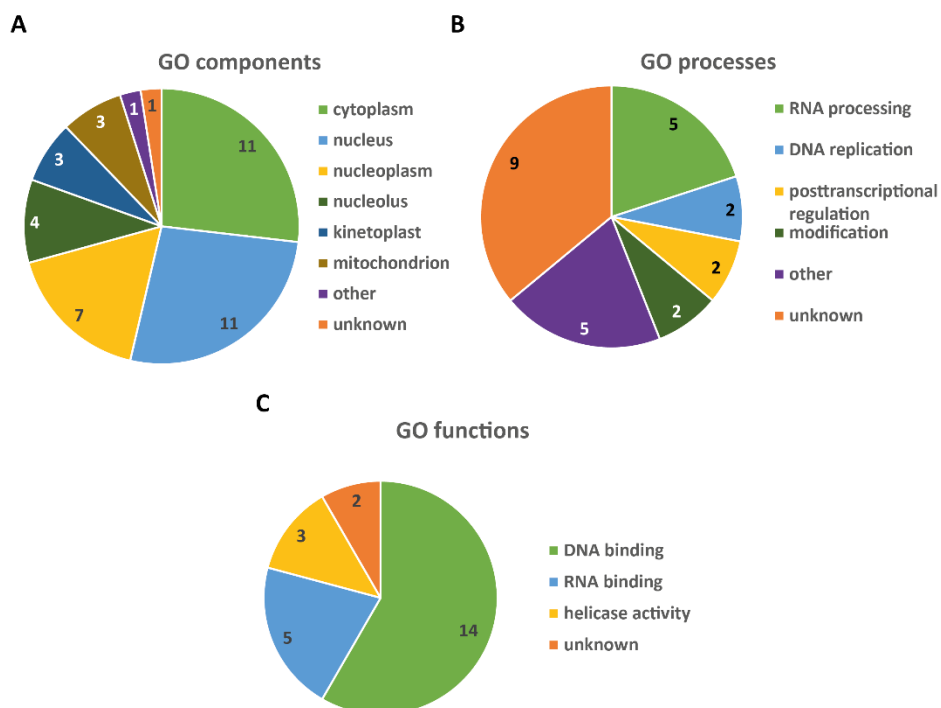 A
GO components
11
11
7
4
3
3
1
1
cytoplasm
nucleus
nucleoplasm
nucleolus
kinetoplast
mitochondrion
other
unknown
B
GO processes
5
2
2
2
5
9
RNA processing
DNA replication
posttranscriptional
regulation
modification
other
unknown
C
GO functions
14
5
3
2
DNA binding
RNA binding
helicase activity
unknown